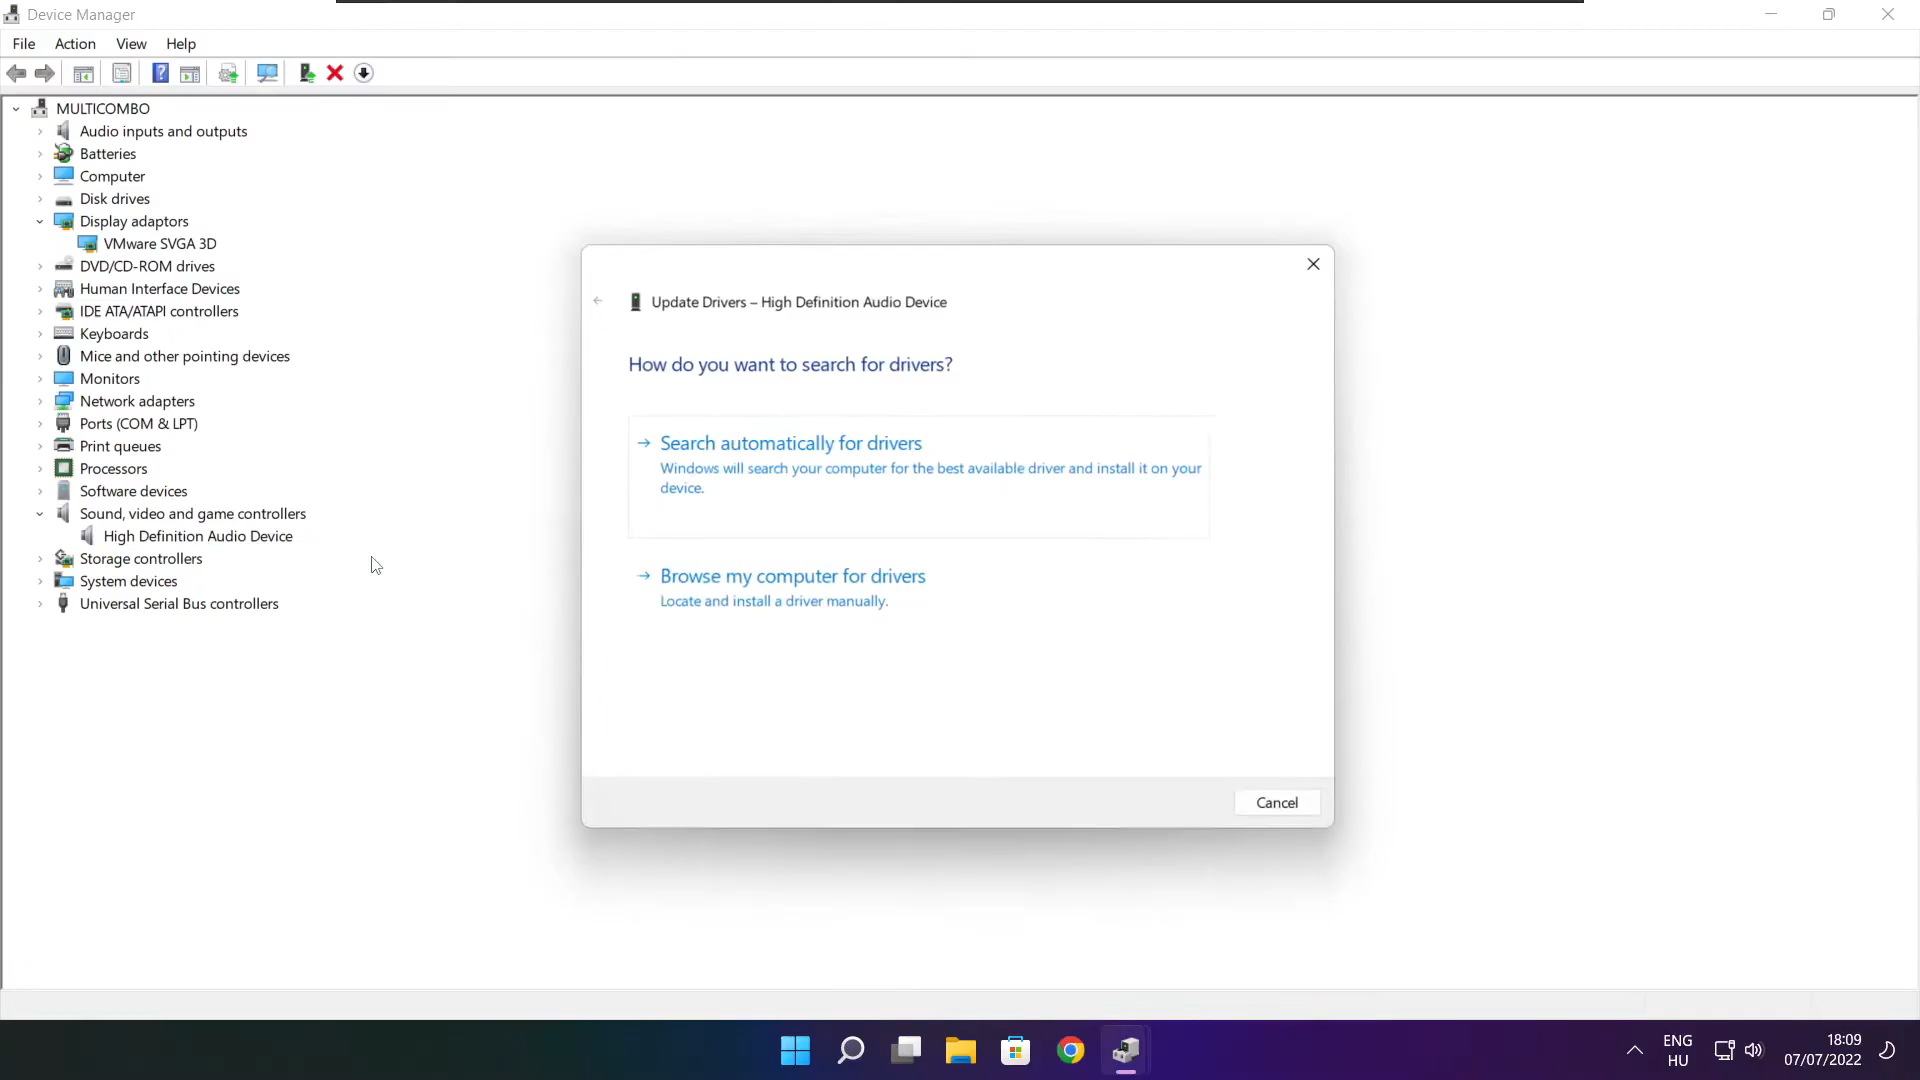 Device Manager
File Action View Help
MULTICOMBO
Audio inputs and outputs
Batteries
Computer
Disk drives
Display adaptors
VMware SVGA 3D
DVD/CD-ROM drives
Human Interface Devices
IDE ATA/ATAPI controllers
Keyboards
Mice and other pointing devices
Monitors
Network adapters
Ports (COM & LPT)
Print queues
Processors
Software devices
Sound, video and game controllers
High Definition Audio Device
Storage controllers
System devices
Universal Serial Bus controllers
Update Drivers – High Definition Audio Device
How do you want to search for drivers?
Search automatically for drivers
Windows will search your computer for the best available driver and install it on your
device.
Browse my computer for drivers
Locate and install a driver manually.
Cancel
ENG
HU
18:09
07/07/2022